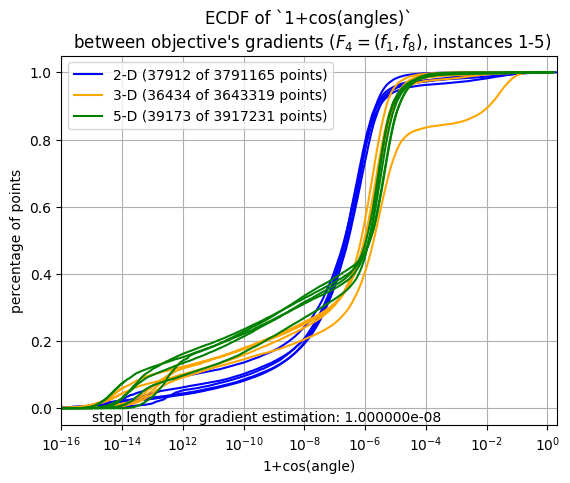 ECDF of `1+cos(angles)`
between objective's gradients (F₄ = (f₁, f₈), instances 1-5)
2-D (37912 of 3791165 points)
3-D (36434 of 3643319 points)
5-D (39173 of 3917231 points)
percentage of points
1.0
0.8
0.6
0.4
0.2
0.0
step length for gradient estimation: 1.000000e-08
10⁻¹⁶ 10⁻¹⁴ 10⁻¹² 10⁻¹⁰ 10⁻⁸ 10⁻⁶ 10⁻⁴ 10⁻² 10⁰
1+cos(angle)